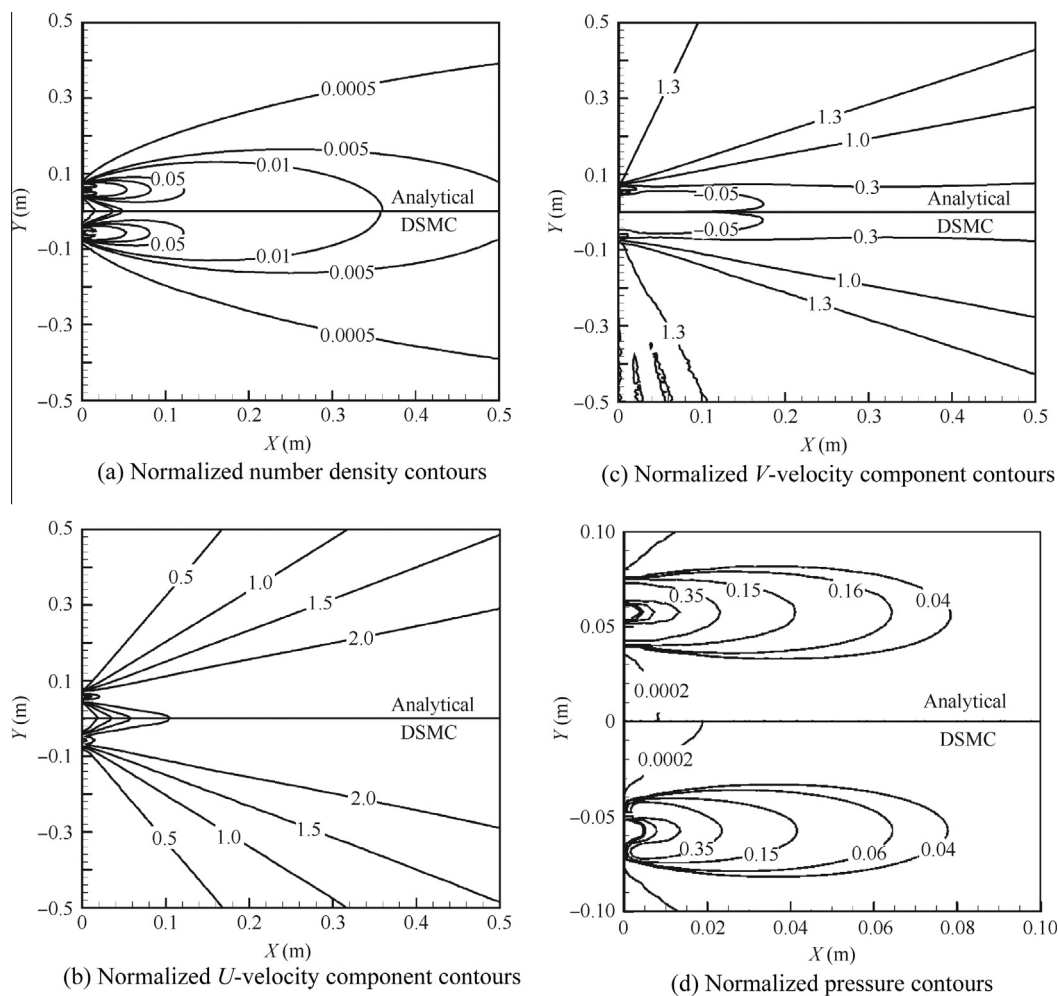 0.5
0.3
0.1
−0.1
−0.3
−0.5
Y (m)
0.0005
0.005
0.01
0.05
Analytical
DSMC
0.05
0.01
0.005
0.0005
0 0.1 0.2 0.3 0.4 0.5
X (m)
(a) Normalized number density contours
0.5
0.3
0.1
−0.1
−0.3
−0.5
Y (m)
1.3
1.3
1.0
0.3
−0.05
Analytical
DSMC
−0.05
0.3
1.0
1.3
1.3
0 0.1 0.2 0.3 0.4 0.5
X (m)
(c) Normalized V-velocity component contours
0.5
0.3
0.1
−0.1
−0.3
−0.5
Y (m)
0.5
1.0
1.5
2.0
Analytical
DSMC
2.0
1.5
1.0
0.5
0 0.1 0.2 0.3 0.4 0.5
X (m)
(b) Normalized U-velocity component contours
0.10
0.05
0
−0.05
−0.10
Y (m)
0.35
0.15
0.16
0.04
0.0002
Analytical
DSMC
0.0002
0.35
0.15
0.06
0.04
0 0.02 0.04 0.06 0.08 0.10
X (m)
(d) Normalized pressure contours